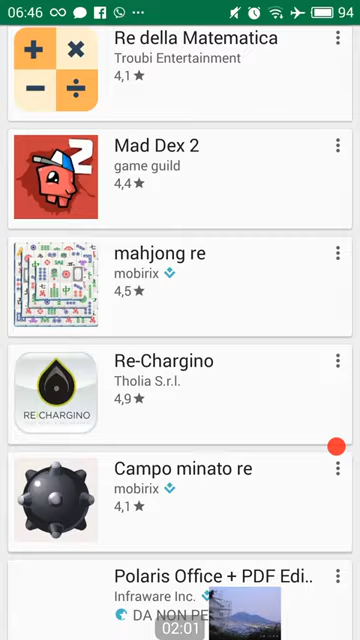 06:46
94
Re della Matematica
Troubi Entertainment
4,1
Mad Dex 2
game guild
4,4
2
mahjong re
mobirix
4,5
Re-Chargino
Tholia S.r.l.
4,9
RE-CHARGINO
Campo minato re
mobirix
4,1
Polaris Office + PDF Edi..
Infraware Inc.
DA NON PE
02:01